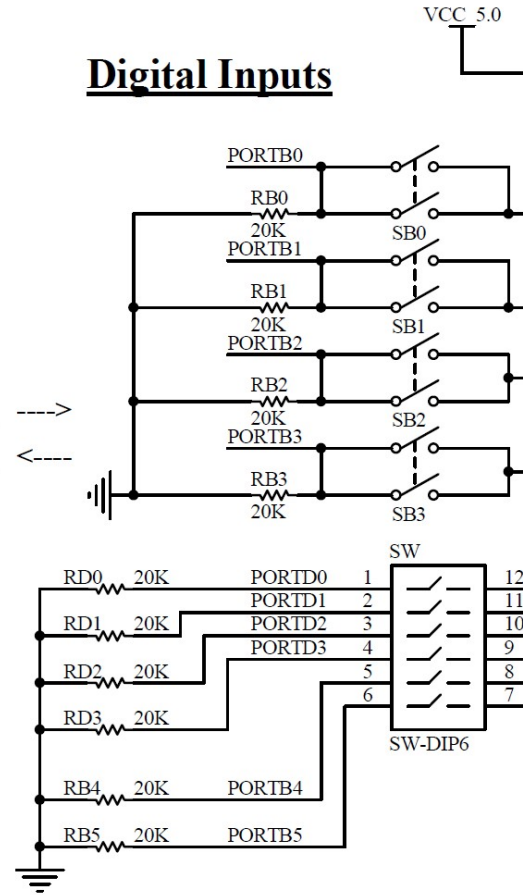 VCC 5.0
Digital Inputs
PORTB0
RB0
20K
SB0
PORTB1
RB1
20K
SB1
PORTB2
RB2
20K
SB2
---->
<----
PORTB3
RB3
20K
SB3
SW
RD0 20K PORTD0 1 12
PORTD1 2 11
RD1 20K PORTD2 3 10
PORTD3 4 9
RD2 20K 5 8
6 7
RD3 20K
SW-DIP6
RB4 20K PORTB4
RB5 20K PORTB5